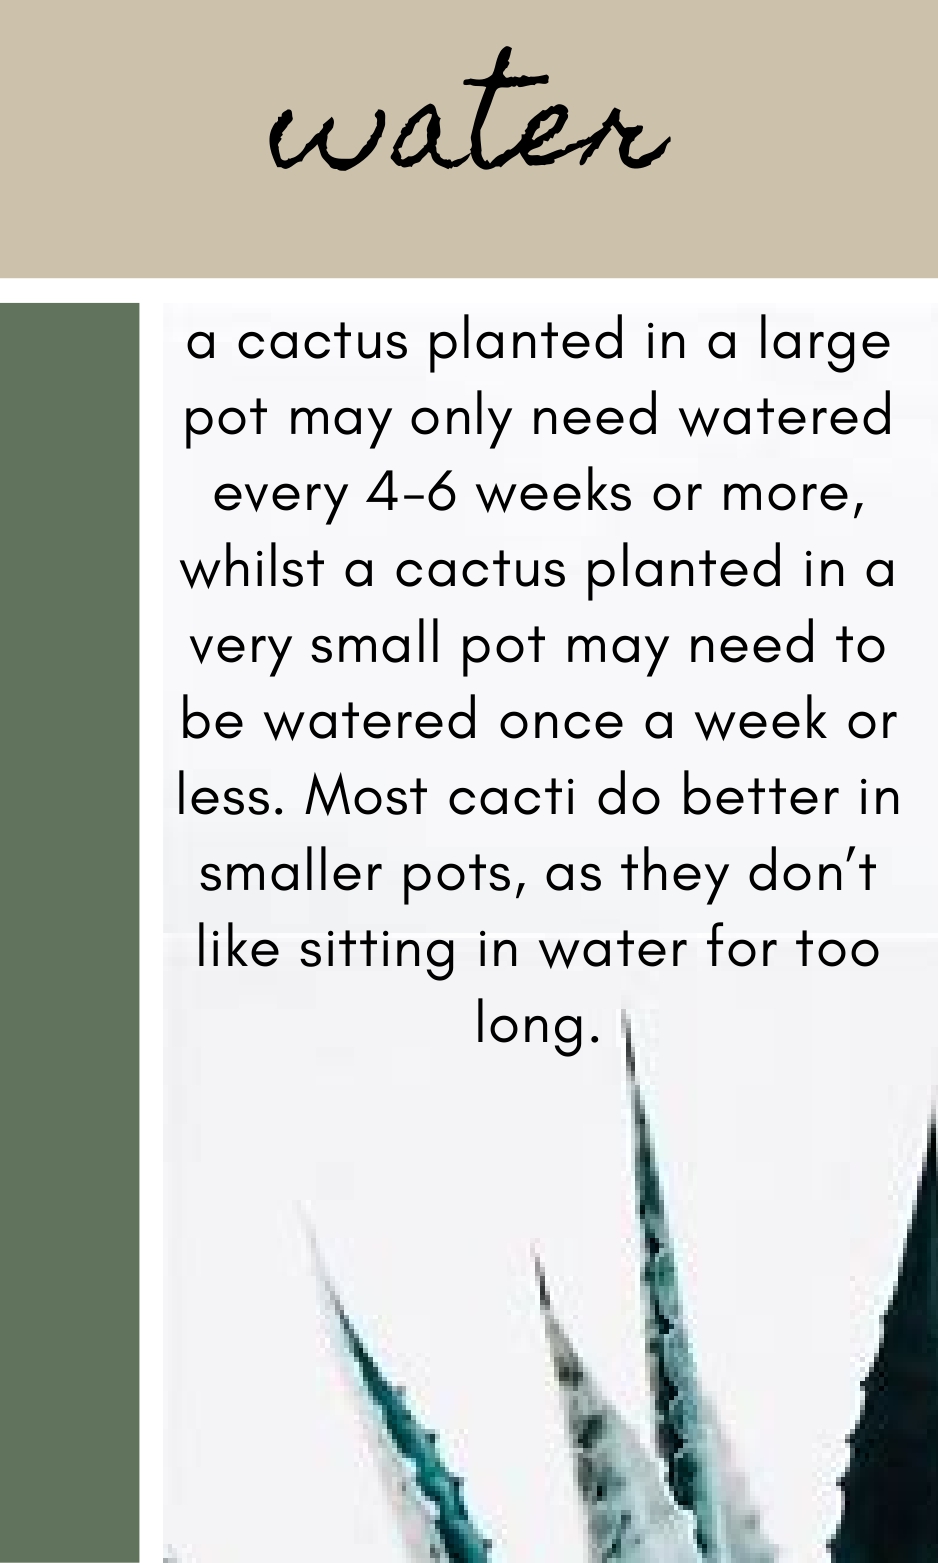 water
a cactus planted in a large
pot may only need watered
every 4-6 weeks or more,
whilst a cactus planted in a
very small pot may need to
be watered once a week or
less. Most cacti do better in
smaller pots, as they don’t
like sitting in water for too
long.